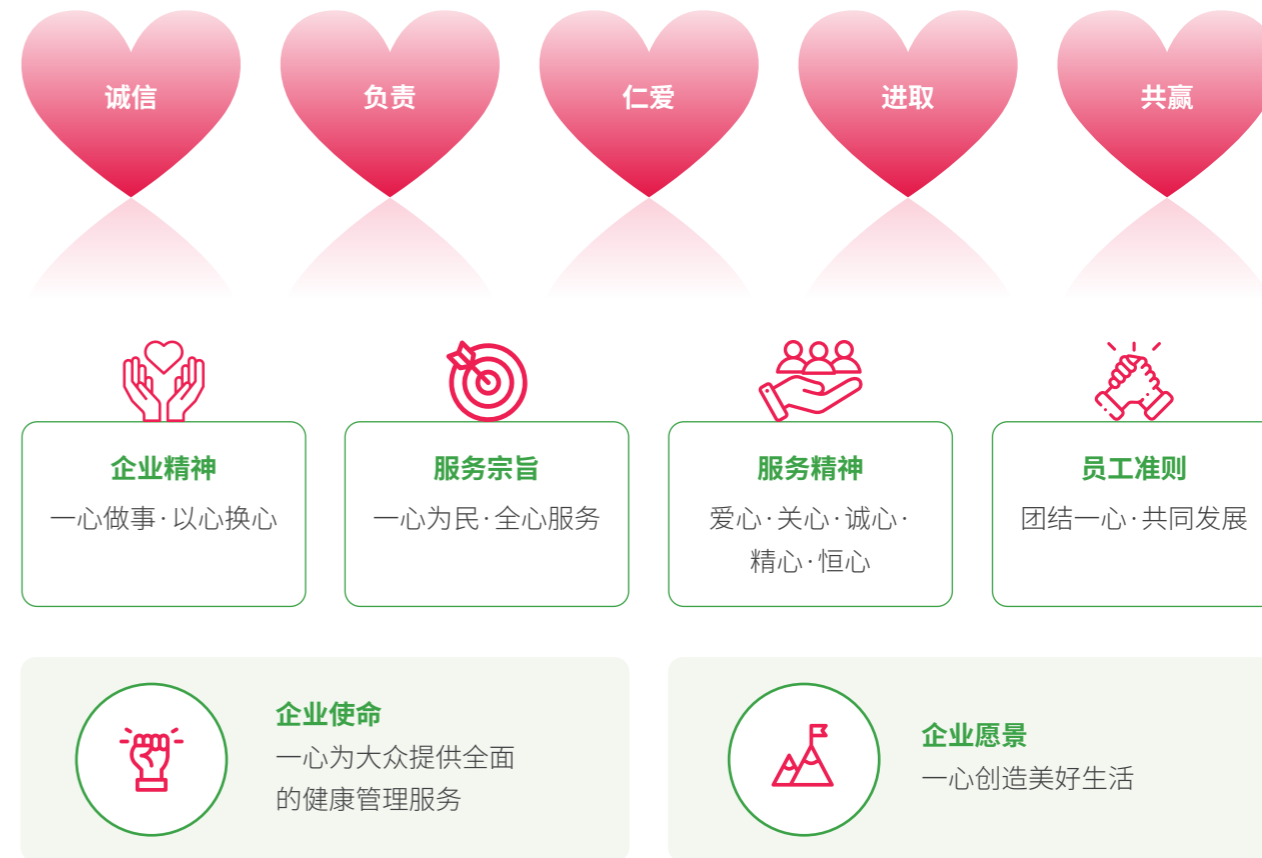 诚信
负责
仁爱
进取
共赢
企业精神
一心做事·以心换心
服务宗旨
一心为民·全心服务
服务精神
爱心·关心·诚心·
精心·恒心
员工准则
团结一心·共同发展
企业使命
一心为大众提供全面
的健康管理服务
企业愿景
一心创造美好生活